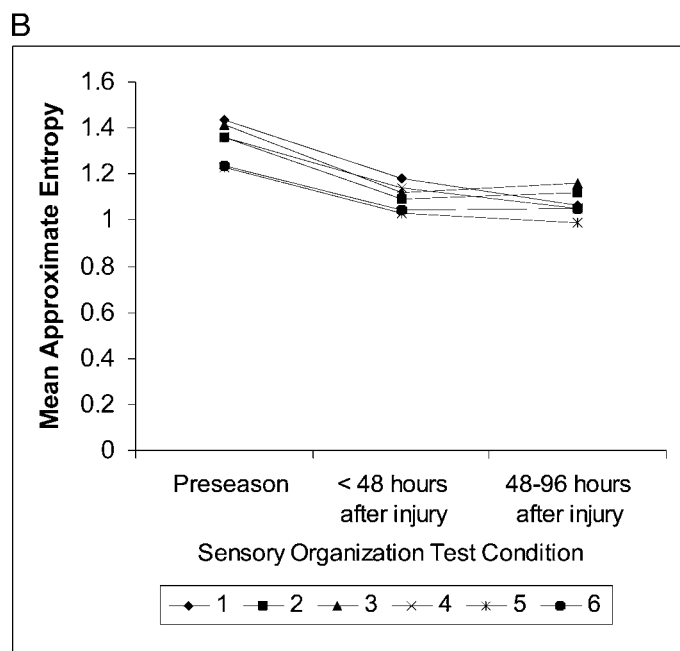 B
1.6
1.4
1.2
1
0.8
0.6
0.4
0.2
0
Mean Approximate Entropy
Preseason
< 48 hours
after injury
48-96 hours
after injury
Sensory Organization Test Condition
1 2 3 4 5 6